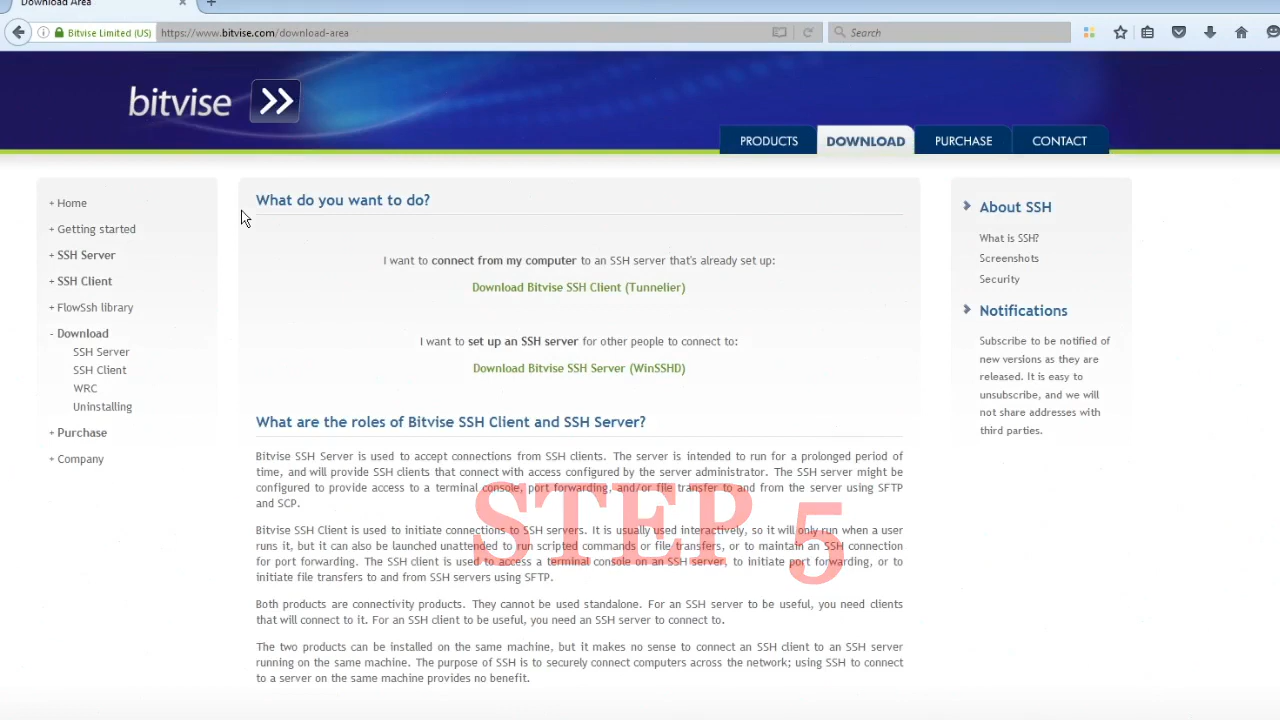 Download Area
Bitvise Limited (US)
https://www.bitvise.com/download-area
Search
bitvise
PRODUCTS
DOWNLOAD
PURCHASE
CONTACT
+ Home
+ Getting started
+ SSH Server
+ SSH Client
+ FlowSsh library
- Download
SSH Server
SSH Client
WRC
Uninstalling
+ Purchase
+ Company
What do you want to do?
I want to connect from my computer to an SSH server that's already set up:
Download Bitvise SSH Client (Tunnelier)
I want to set up an SSH server for other people to connect to:
Download Bitvise SSH Server (WinSSHD)
What are the roles of Bitvise SSH Client and SSH Server?
Bitvise SSH Server is used to accept connections from SSH clients. The server is intended to run for a prolonged period of
time, and will provide SSH clients that connect with access configured by the server administrator. The SSH server might be
configured to provide access to a terminal console, port forwarding, and/or file transfer to and from the server using SFTP
and SCP.
Bitvise SSH Client is used to initiate connections to SSH servers. It is usually used interactively, so it will only run when a user
runs it, but it can also be launched unattended to run scripted commands or file transfers, or to maintain an SSH connection
for port forwarding. The SSH client is used to access a terminal console on an SSH server, to initiate port forwarding, or to
initiate file transfers to and from SSH servers using SFTP.
Both products are connectivity products. They cannot be used standalone. For an SSH server to be useful, you need clients
that will connect to it. For an SSH client to be useful, you need an SSH server to connect to.
The two products can be installed on the same machine, but it makes no sense to connect an SSH client to an SSH server
running on the same machine. The purpose of SSH is to securely connect computers across the network; using SSH to connect
to a server on the same machine provides no benefit.
STEP 5
About SSH
What is SSH?
Screenshots
Security
Notifications
Subscribe to be notified of
new versions as they are
released. It is easy to
unsubscribe, and we will
not share addresses with
third parties.